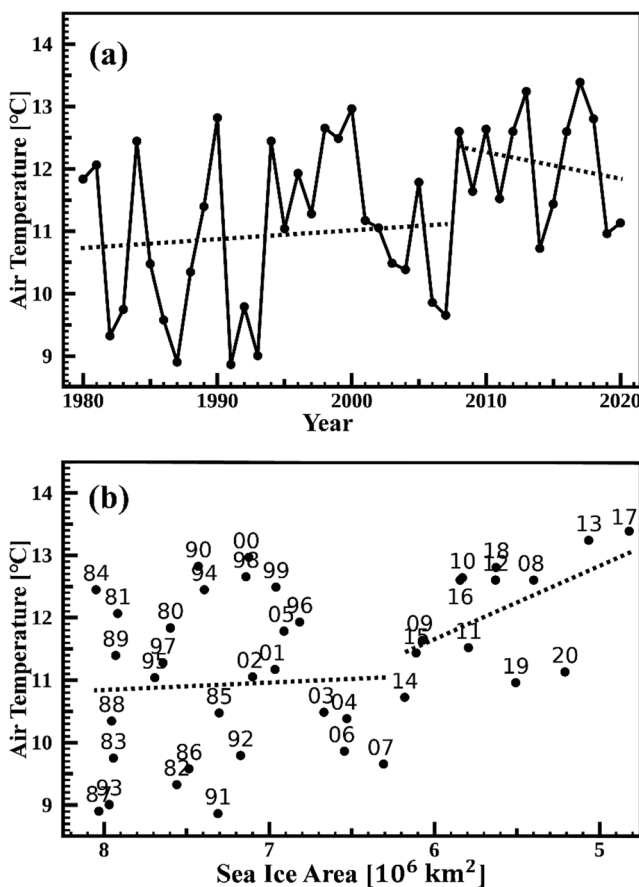 (a)
14
13
12
11
10
9
Air Temperature [°C]
1980 1990 2000 2010 2020
Year
(b)
14
13
12
11
10
9
Air Temperature [°C]
17
13
00
90 98 18
84 94 99 10 12 08
81 16
80 05 96 09
89 97 15 11
95 02 01 20
14 19
88 85 03 04
83 92 06 07
86
82
93
87 91
8 7 6 5
Sea Ice Area [10⁶ km²]